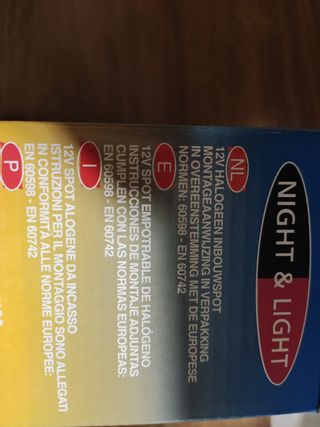 NIGHT & LIGHT
NL
12V HALOGEEN INBOUWSPOT
MONTAGEAANWIJZING IN VERPAKKING
IN OVEREENSTEMMING MET DE EUROPESE
NORMEN: 60598 - EN 60742
E
12V SPOT EMPOTRABLE DE HALÓGENO
INSTRUCCIONES DE MONTAJE ADJUNTAS
CUMPLEN CON LAS NORMAS EUROPEAS:
EN 60598 - EN 60742
I
12V SPOT ALOGENE DA INCASSO
ISTRUZIONI PER IL MONTAGGIO SONO ALLEGATI
IN CONFORMITÀ ALLE NORME EUROPEE:
EN 60598 - EN 60742
P